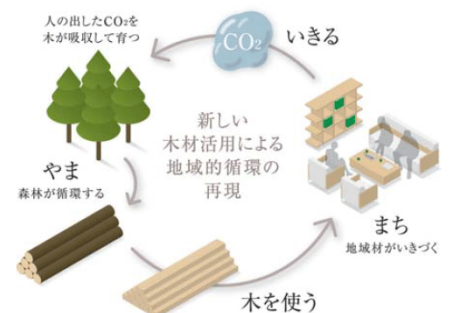 人の出したCO₂を
木が吸収して育つ
CO₂
いきる
新しい
木材活用による
地域的循環の
再現
やま
森林が循環する
まち
地域材がいきづく
木を使う